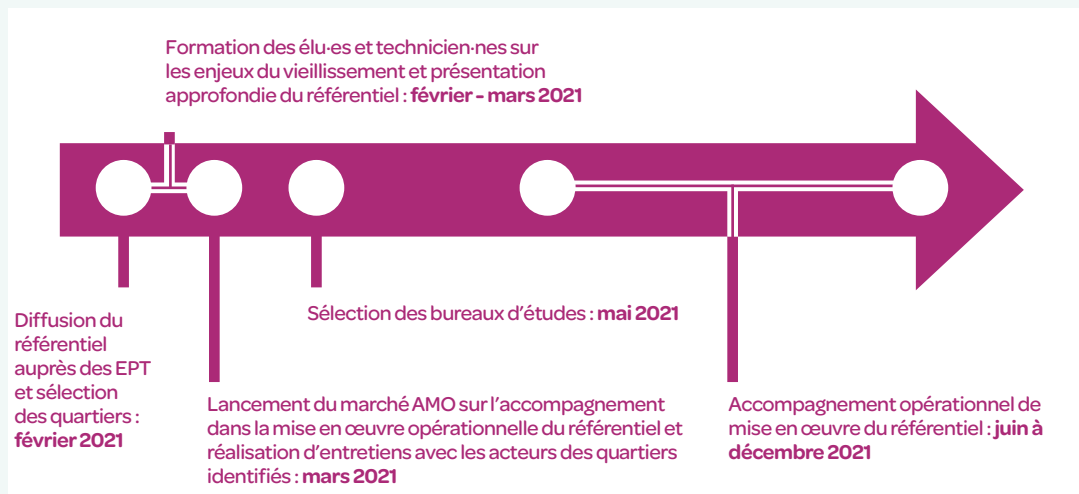 Formation des élu·es et technicien·nes sur
les enjeux du vieillissement et présentation
approfondie du référentiel : février - mars 2021
Diffusion du
référentiel
auprès des EPT
et sélection
des quartiers :
février 2021
Lancement du marché AMO sur l’accompagnement
dans la mise en œuvre opérationnelle du référentiel et
réalisation d’entretiens avec les acteurs des quartiers
identifiés : mars 2021
Sélection des bureaux d’études : mai 2021
Accompagnement opérationnel de
mise en œuvre du référentiel : juin à
décembre 2021